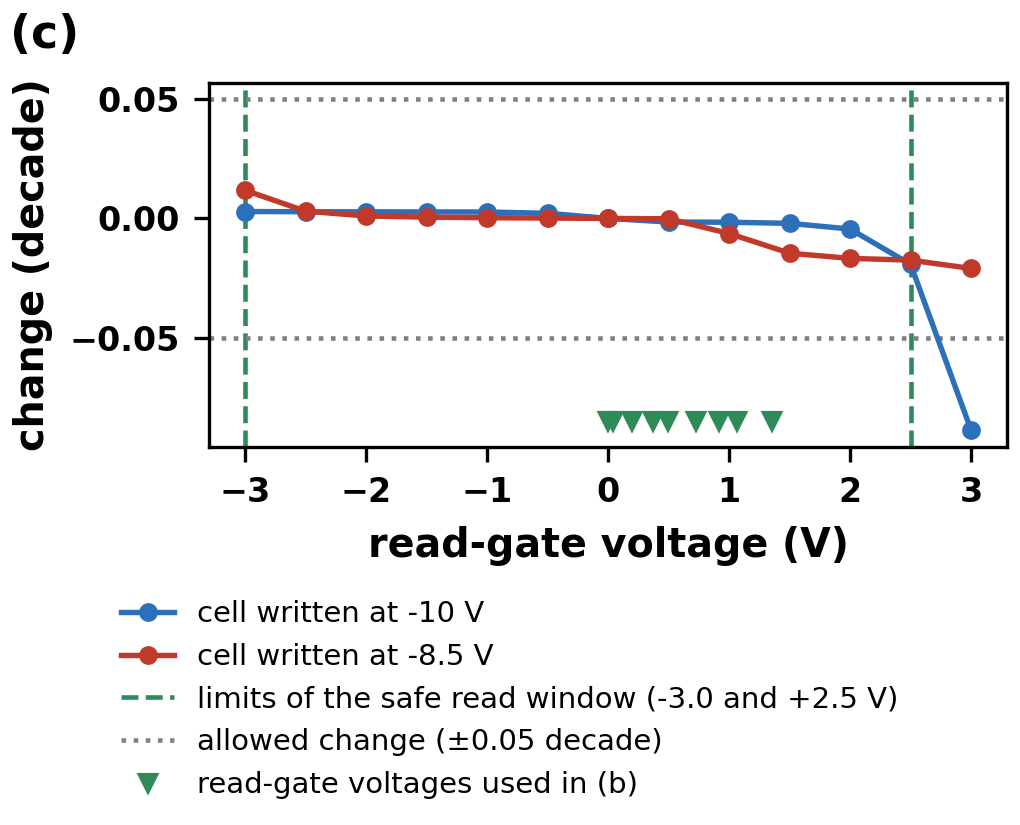 (c)
change (decade)
0.05
0.00
−0.05
−3
−2
−1
0
1
2
3
read-gate voltage (V)
cell written at -10 V
cell written at -8.5 V
limits of the safe read window (-3.0 and +2.5 V)
allowed change (±0.05 decade)
read-gate voltages used in (b)